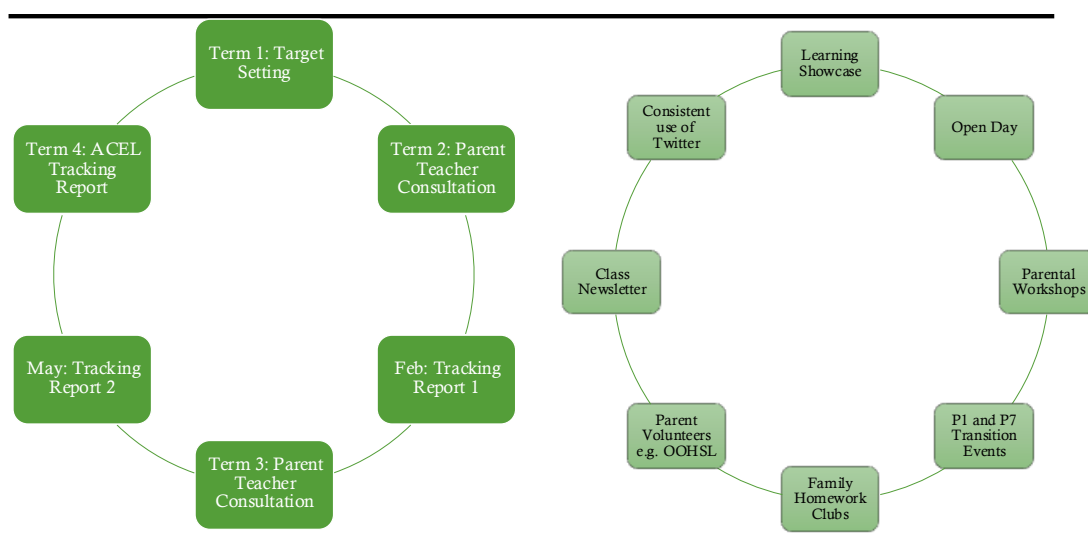 Term 1: Target
Setting
Term 2: Parent
Teacher
Consultation
Feb: Tracking
Report 1
Term 3: Parent
Teacher
Consultation
May: Tracking
Report 2
Term 4: ACEL
Tracking
Report
Learning
Showcase
Open Day
Parental
Workshops
P1 and P7
Transition
Events
Family
Homework
Clubs
Parent
Volunteers
e.g. OOHSL
Class
Newsletter
Consistent
use of
Twitter